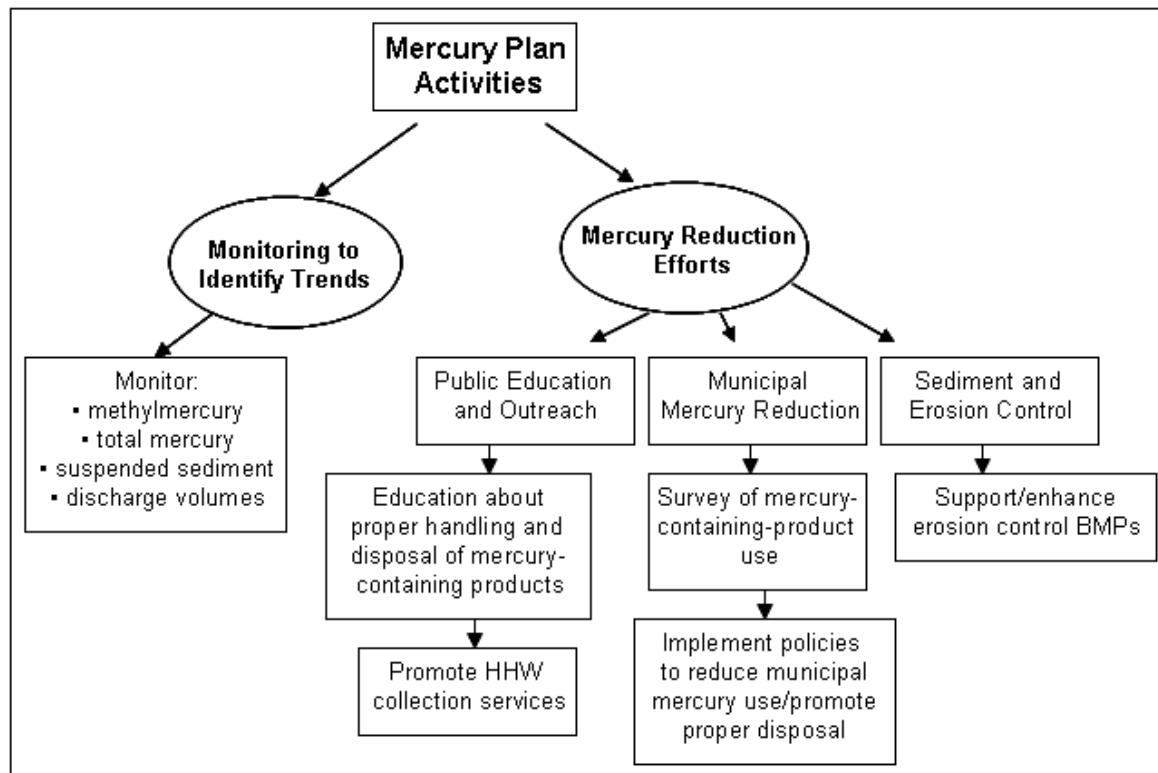 Mercury Plan
Activities
Monitoring to
Identify Trends
Mercury Reduction
Efforts
Monitor:
▪ methylmercury
▪ total mercury
▪ suspended sediment
▪ discharge volumes
Public Education
and Outreach
Municipal
Mercury Reduction
Sediment and
Erosion Control
Education about
proper handling and
disposal of mercury-
containing products
Survey of mercury-
containing-product
use
Support/enhance
erosion control BMPs
Promote HHW
collection services
Implement policies
to reduce municipal
mercury use/promote
proper disposal